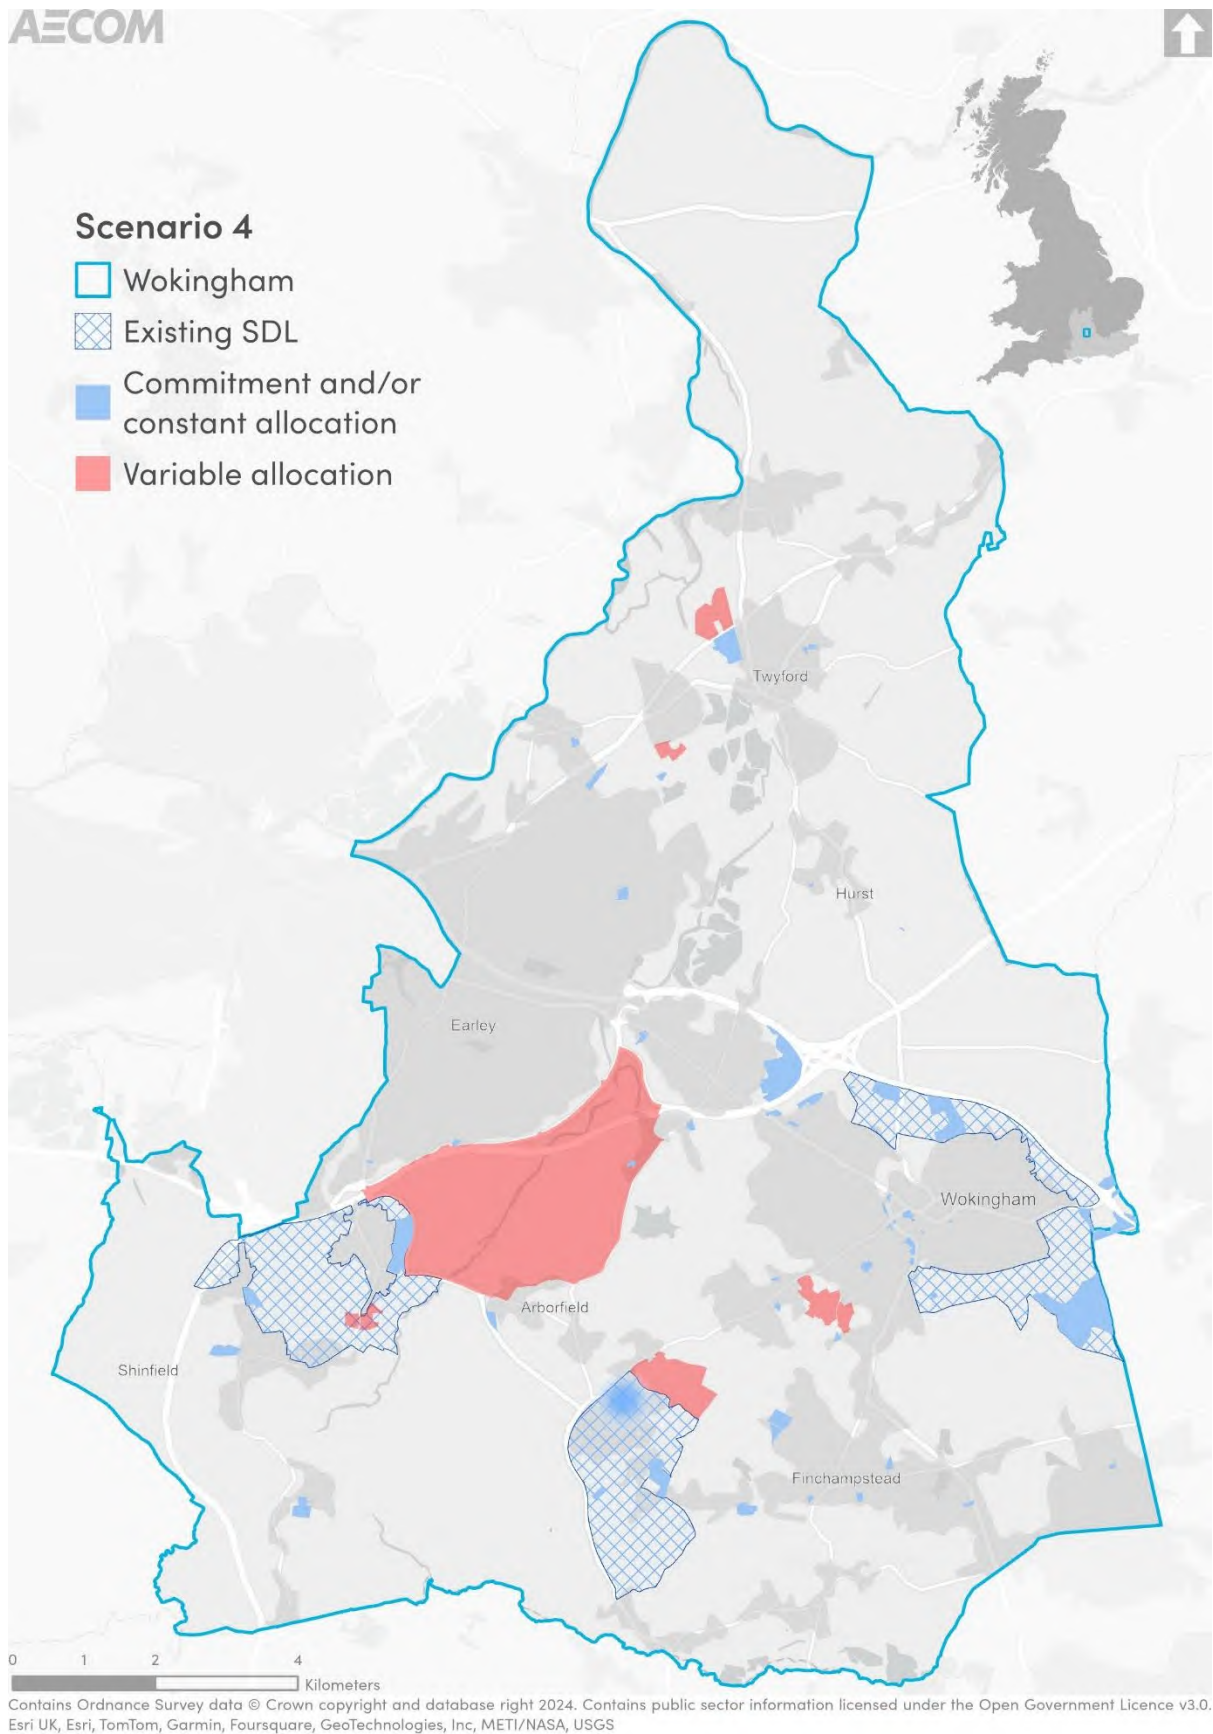 AECOM
Scenario 4
Wokingham
Existing SDL
Commitment and/or
constant allocation
Variable allocation
Twyford
Hurst
Earley
Wokingham
Arborfield
Shinfield
Finchampstead
0 1 2 4
Kilometers
Contains Ordnance Survey data © Crown copyright and database right 2024. Contains public sector information licensed under the Open Government Licence v3.0.
Esri UK, Esri, TomTom, Garmin, Foursquare, GeoTechnologies, Inc, METI/NASA, USGS